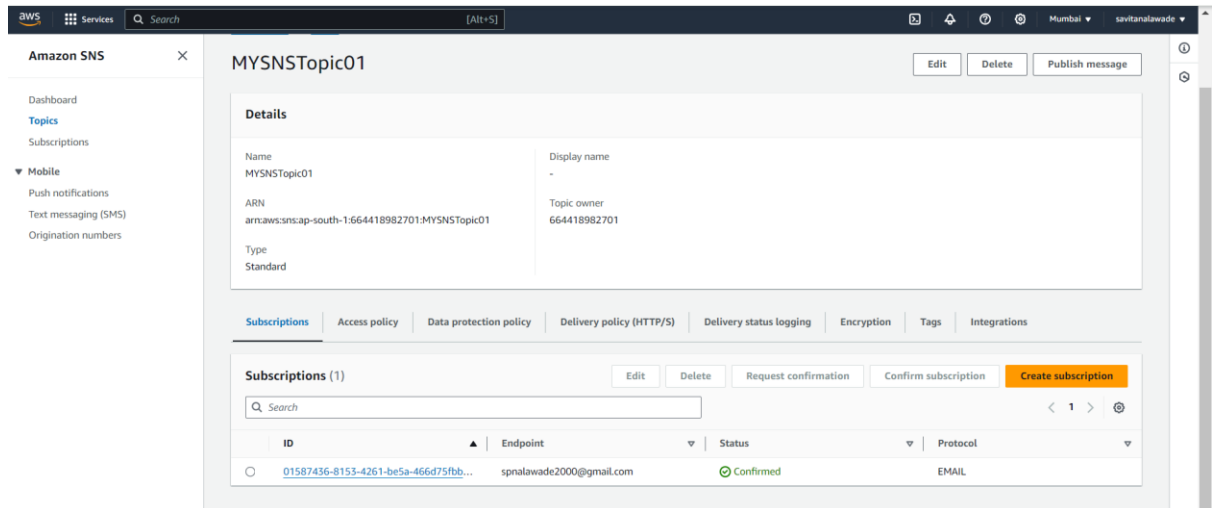 aws Services Search [Alt+S] Mumbai ▼ savitanalawade ▼
Amazon SNS
Dashboard
Topics
Subscriptions
▼ Mobile
Push notifications
Text messaging (SMS)
Origination numbers
MYSNSTopic01 Edit Delete Publish message
Details
Name Display name
MYSNSTopic01 -
ARN Topic owner
arn:aws:sns:ap-south-1:664418982701:MYSNSTopic01 664418982701
Type
Standard
Subscriptions Access policy Data protection policy Delivery policy (HTTP/S) Delivery status logging Encryption Tags Integrations
Subscriptions (1) Edit Delete Request confirmation Confirm subscription Create subscription
Search < 1 >
ID Endpoint Status Protocol
01587436-8153-4261-be5a-466d75fbb... spnalawade2000@gmail.com Confirmed EMAIL